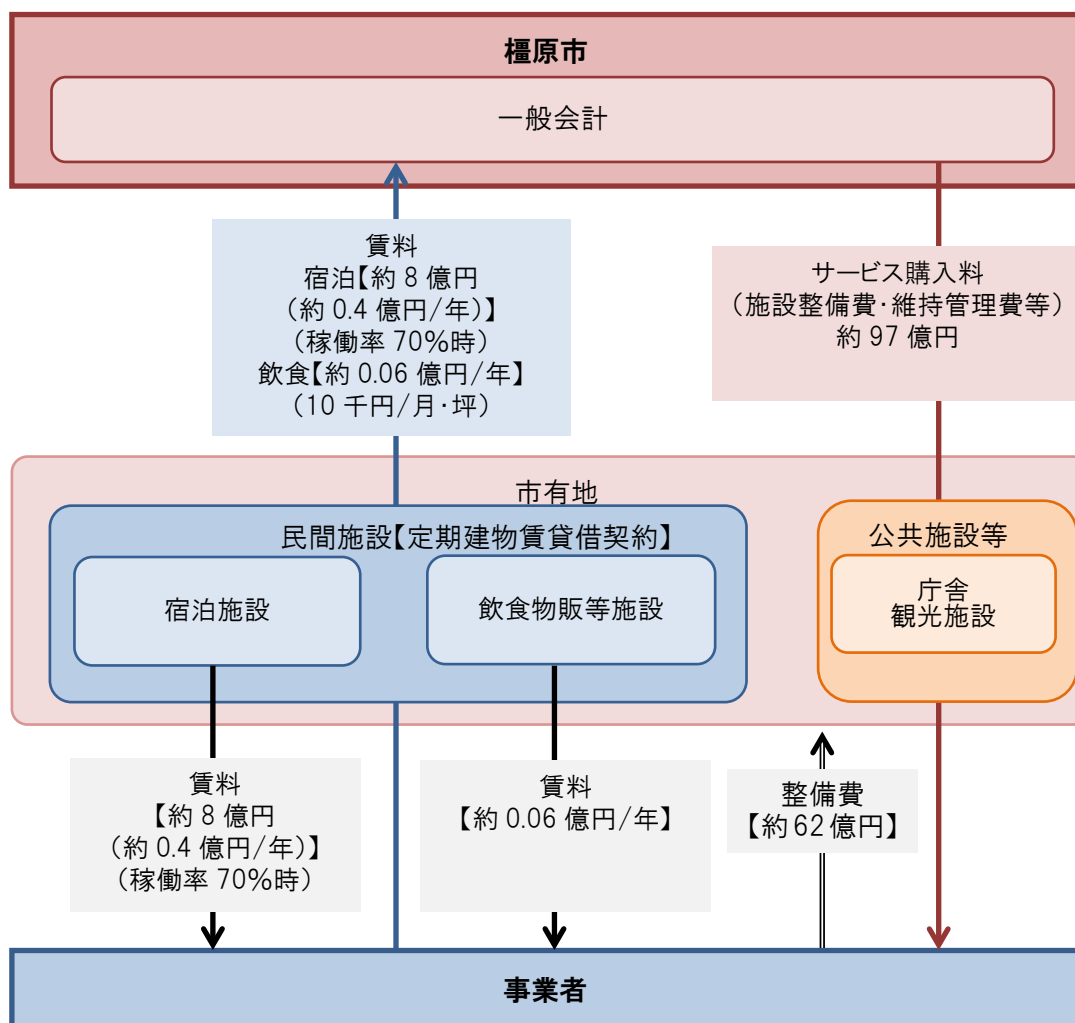 橿原市
一般会計
賃料
宿泊【約 8 億円
(約 0.4 億円/年)】
(稼働率 70%時)
飲食【約 0.06 億円/年】
(10 千円/月・坪)
サービス購入料
(施設整備費・維持管理費等)
約 97 億円
市有地
民間施設【定期建物賃貸借契約】
宿泊施設
飲食物販等施設
公共施設等
庁舎
観光施設
賃料
【約 8 億円
(約 0.4 億円/年)】
(稼働率 70%時)
賃料
【約 0.06 億円/年】
整備費
【約 62 億円】
事業者